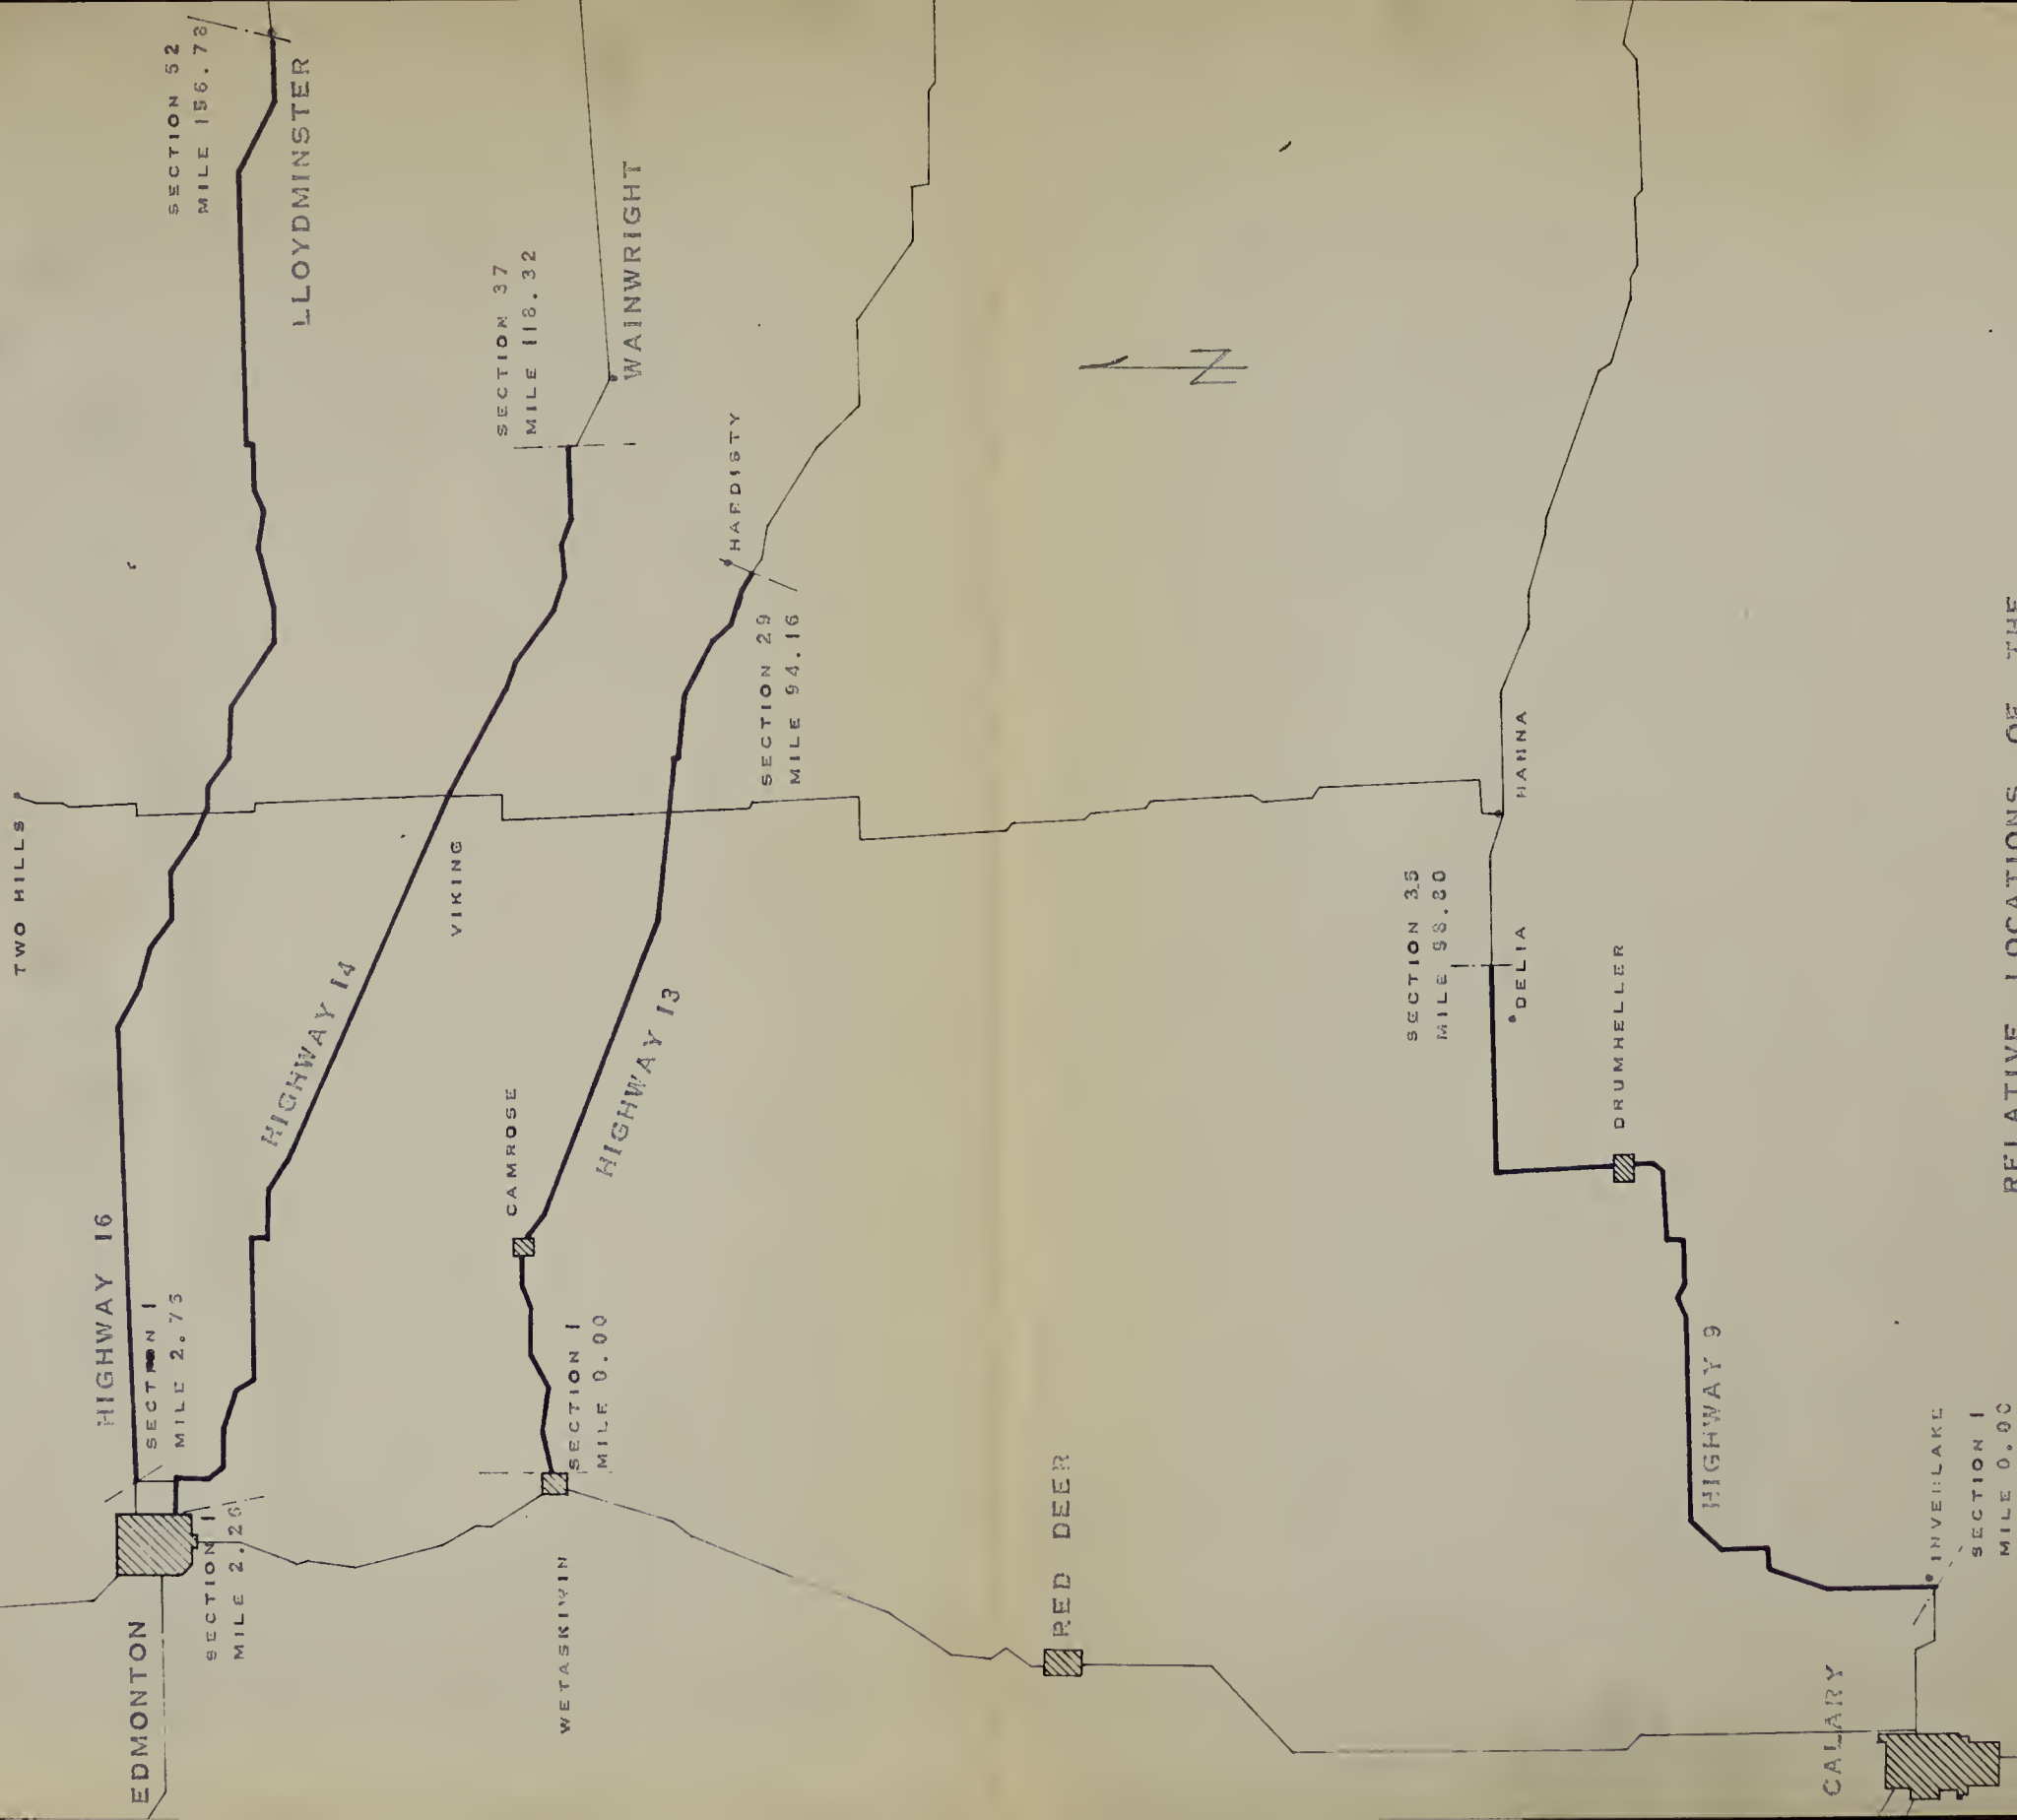 TWO HILLS
SECTION 52
MILE 156.78
LLOYDMINSTER
HIGHWAY 16
SECTION 1
MILE 2.73
EDMONTON
SECTION 1
MILE 2.26
HIGHWAY 14
VIKING
SECTION 37
MILE 118.32
WAINWRIGHT
CAMROSE
WETASKIWIN
SECTION 1
MILE 0.00
HIGHWAY 13
HARDISTY
SECTION 29
MILE 94.16
RED DEER
N
SECTION 35
MILE 98.80
DELIA
HANNA
DRUMHELLER
HIGHWAY 9
CALARY
INVERLAKE
SECTION 1
MILE 0.00
RELATIVE LOCATIONS OF THE